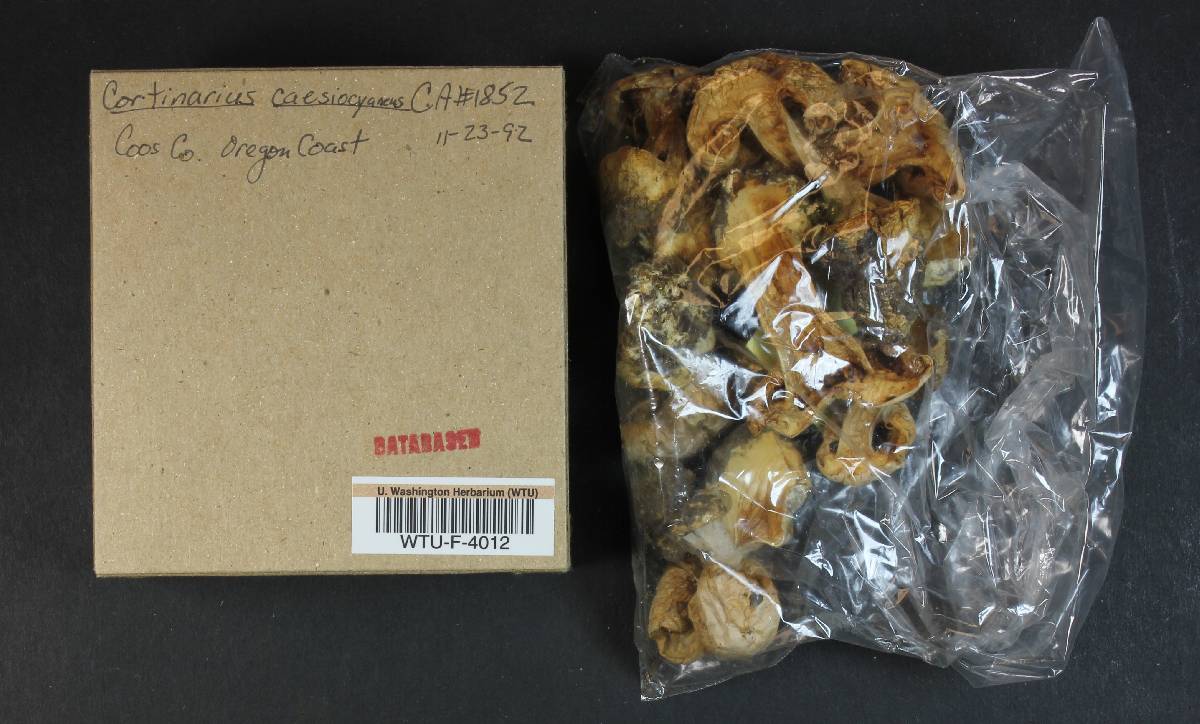 Cortinarius caesiocyaneus CA#1852
Coos Co. Oregon Coast 11-23-92
DATABASED
U. Washington Herbarium (WTU)
WTU-F-4012